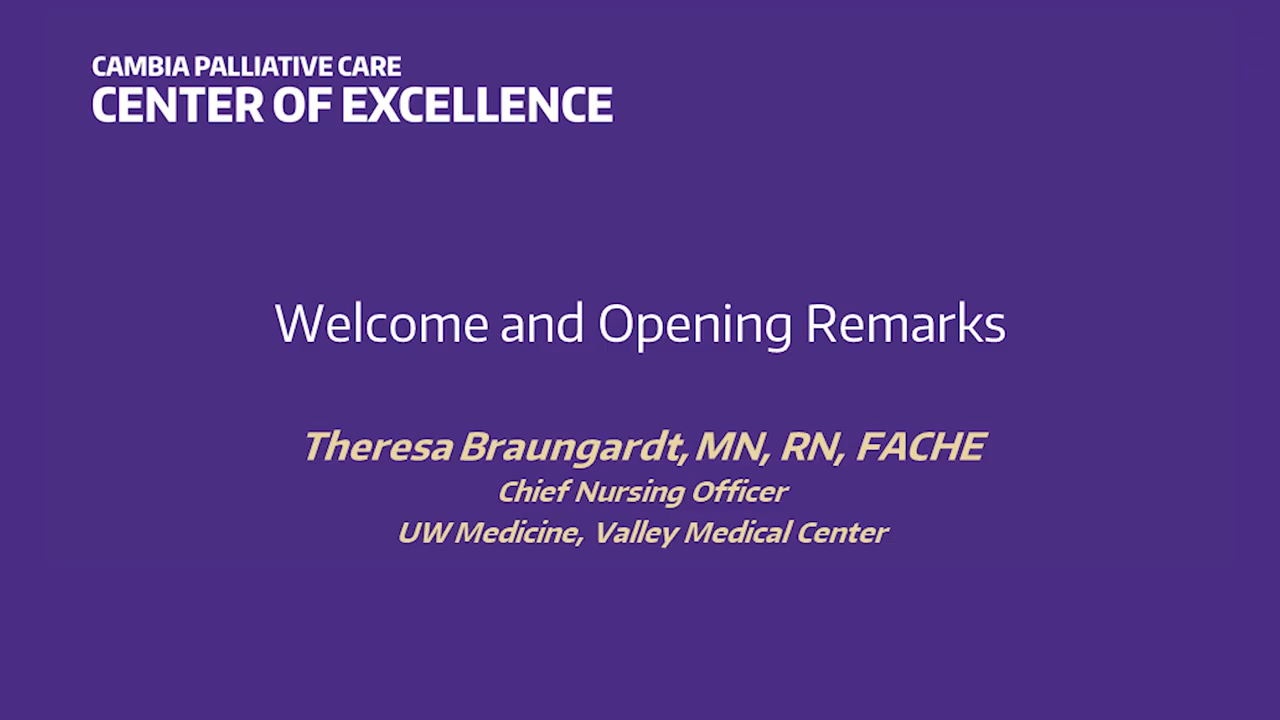 CAMBIA PALLIATIVE CARE
CENTER OF EXCELLENCE
Welcome and Opening Remarks
Theresa Braungardt, MN, RN, FACHE
Chief Nursing Officer
UW Medicine, Valley Medical Center